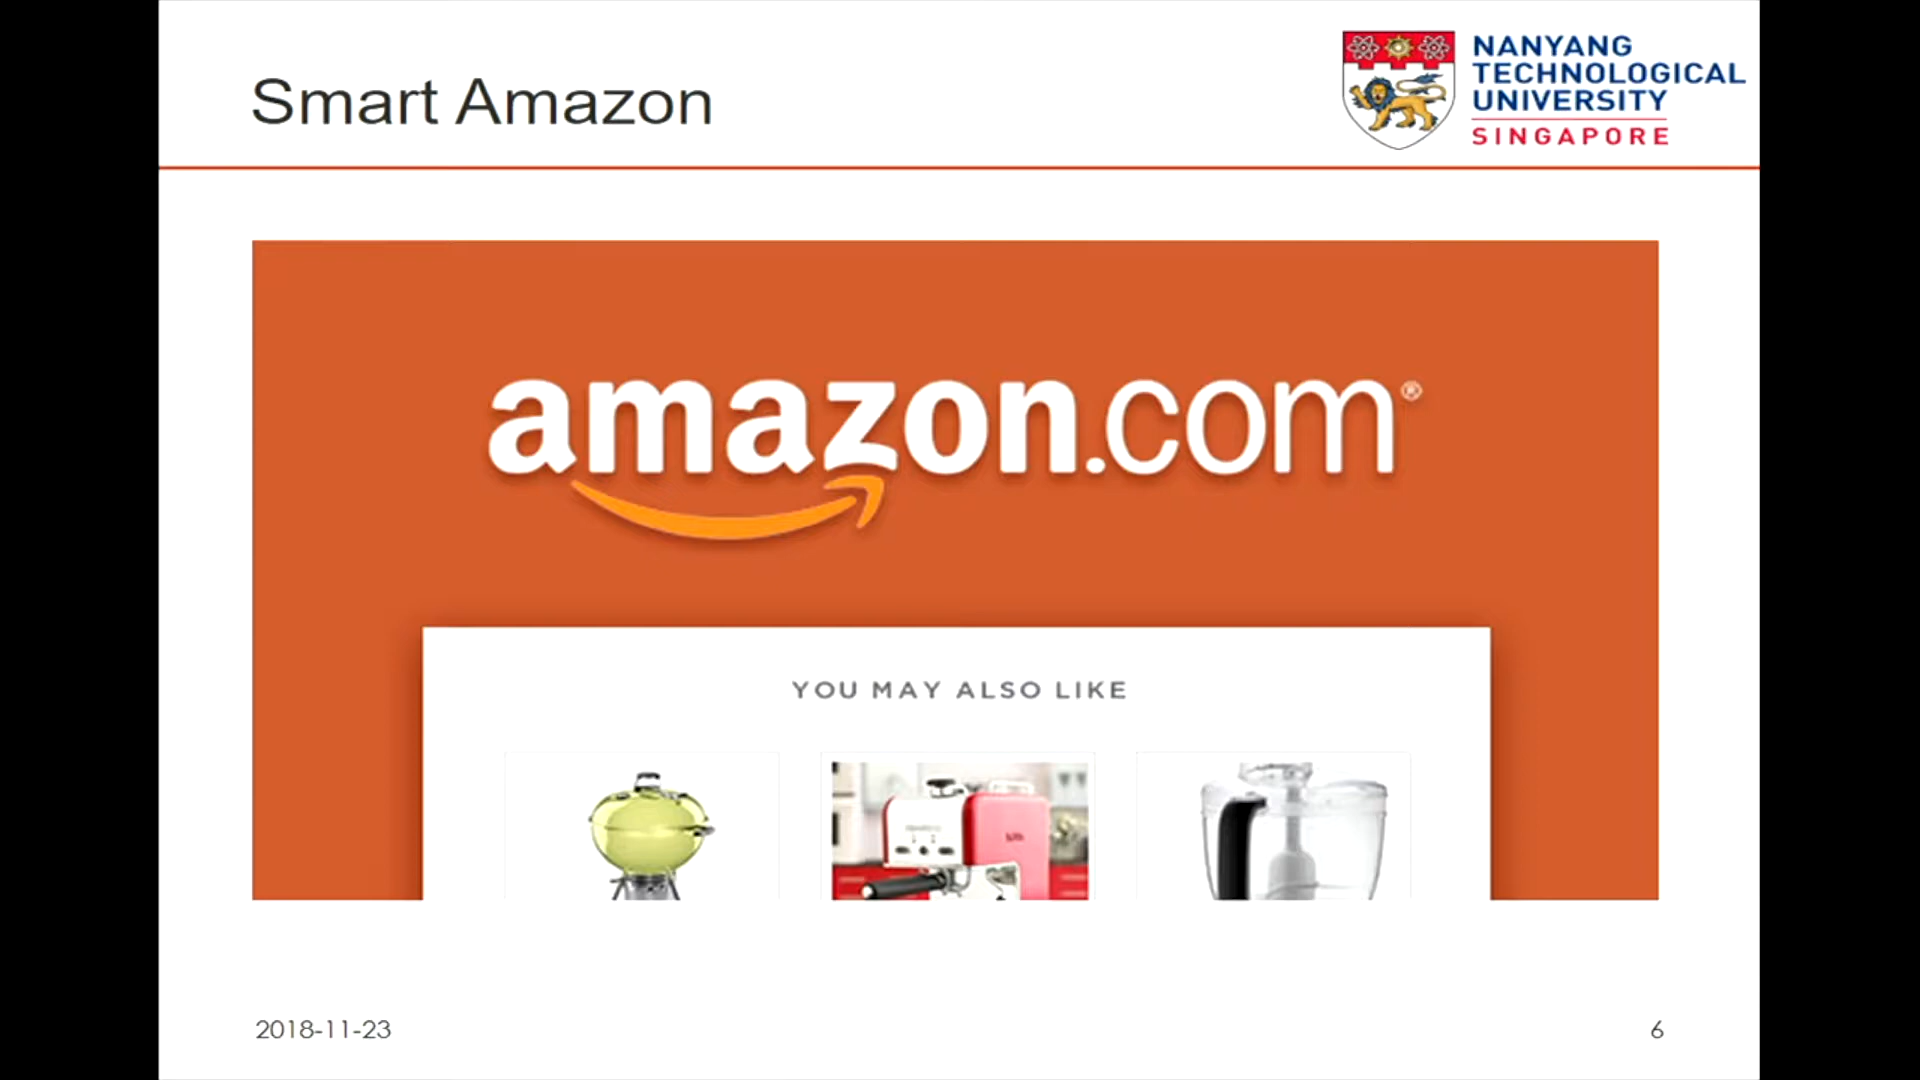 Smart Amazon
NANYANG
TECHNOLOGICAL
UNIVERSITY
SINGAPORE
amazon.com®
YOU MAY ALSO LIKE
2018-11-23
6